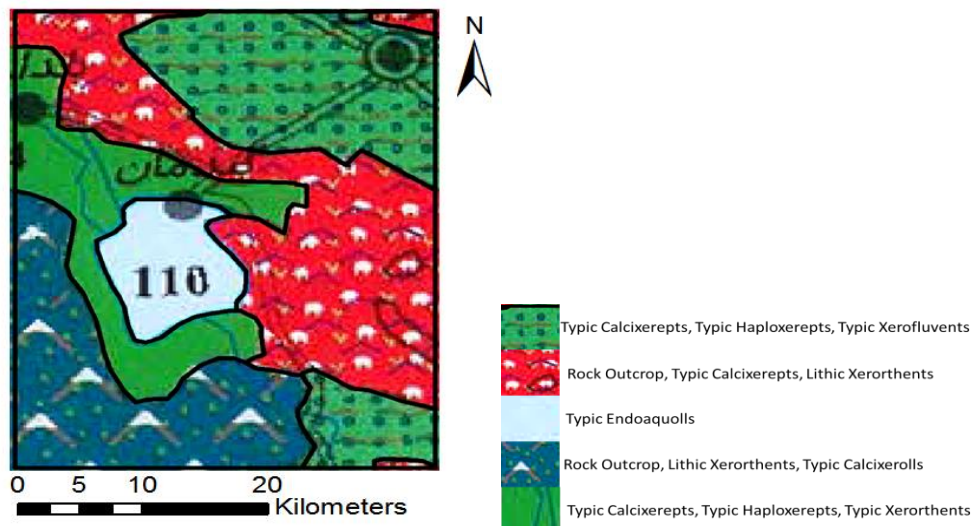 N
110
0 5 10 20
Kilometers
Typic Calcixerepts, Typic Haploxerepts, Typic Xerofluvents
Rock Outcrop, Typic Calcixerepts, Lithic Xerorthents
Typic Endoaquolls
Rock Outcrop, Lithic Xerorthents, Typic Calcixerolls
Typic Calcixerepts, Typic Haploxerepts, Typic Xerorthents